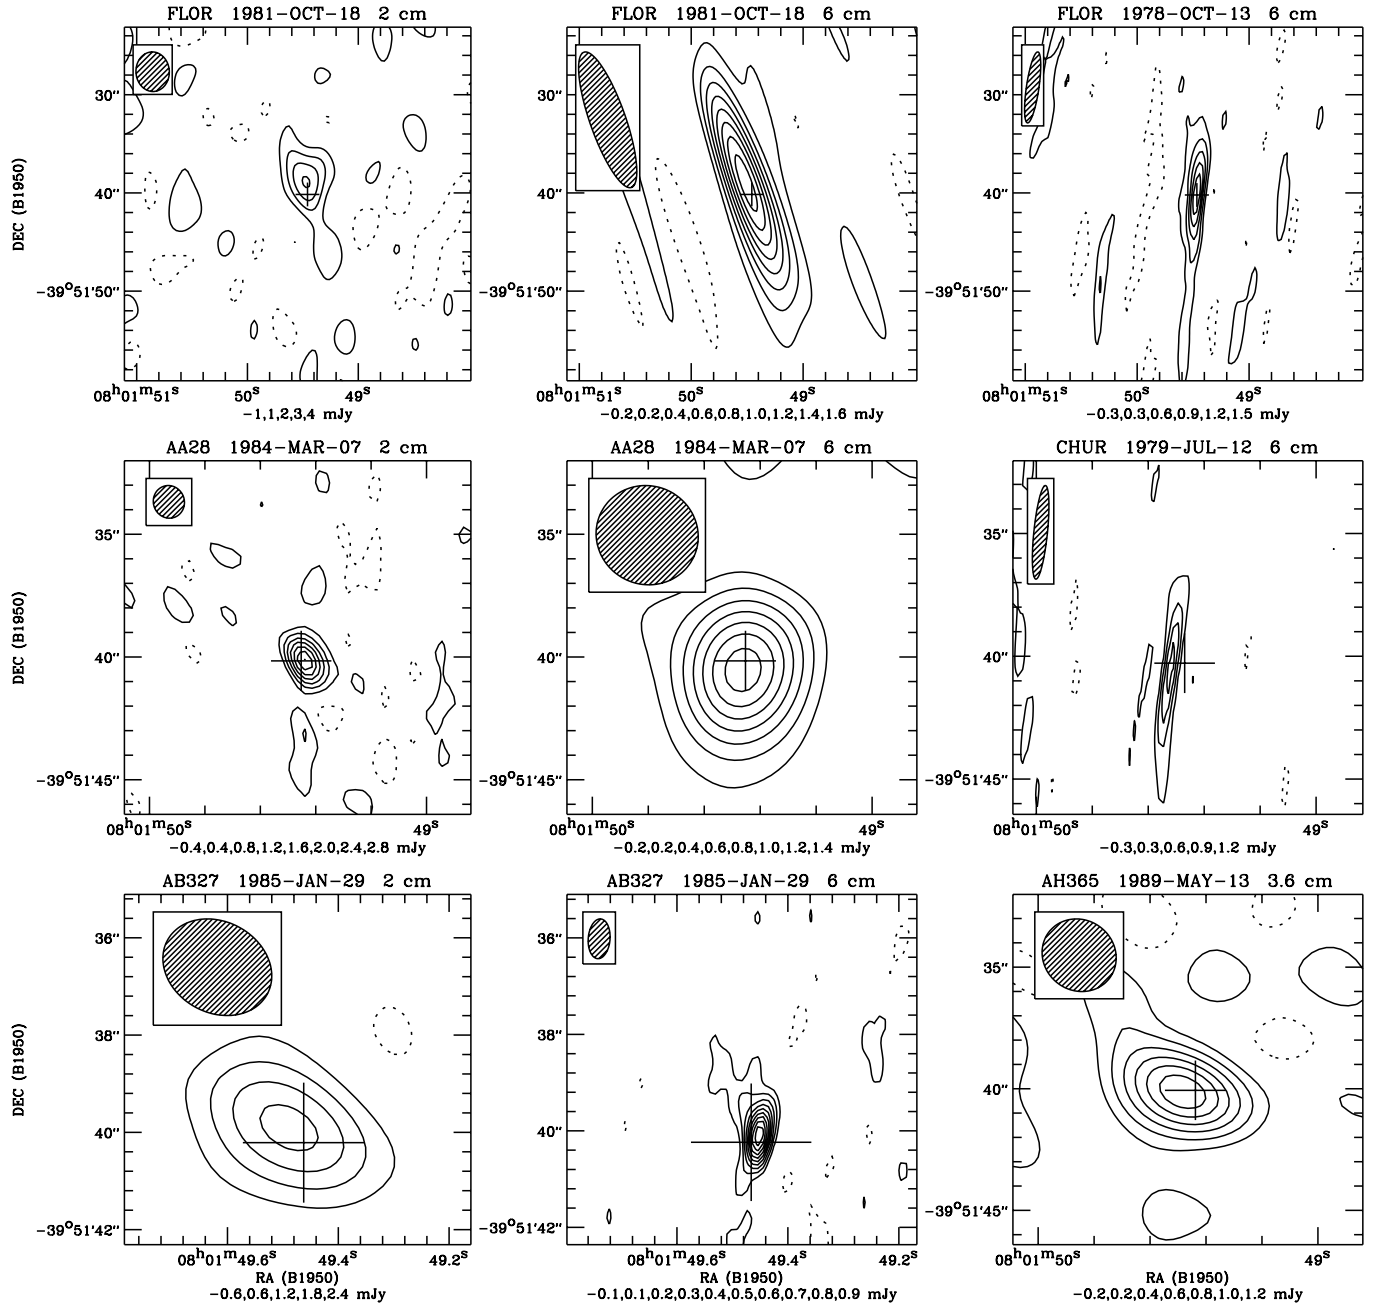 FLOR 1981-OCT-18 2 cm
FLOR 1981-OCT-18 6 cm
FLOR 1978-OCT-13 6 cm
DEC (B1950)
30"
40"
-39°51'50"
30"
40"
-39°51'50"
30"
40"
-39°51'50"
08h01m51s 50s 49s
08h01m51s 50s 49s
08h01m51s 50s 49s
-1,1,2,3,4 mJy
-0.2,0.2,0.4,0.6,0.8,1.0,1.2,1.4,1.6 mJy
-0.3,0.3,0.6,0.9,1.2,1.5 mJy
AA28 1984-MAR-07 2 cm
AA28 1984-MAR-07 6 cm
CHUR 1979-JUL-12 6 cm
DEC (B1950)
35"
40"
-39°51'45"
35"
40"
-39°51'45"
35"
40"
-39°51'45"
08h01m50s 49s
08h01m50s 49s
08h01m50s 49s
-0.4,0.4,0.8,1.2,1.6,2.0,2.4,2.8 mJy
-0.2,0.2,0.4,0.6,0.8,1.0,1.2,1.4 mJy
-0.3,0.3,0.6,0.9,1.2 mJy
AB327 1985-JAN-29 2 cm
AB327 1985-JAN-29 6 cm
AH365 1989-MAY-13 3.6 cm
DEC (B1950)
36"
38"
40"
-39°51'42"
36"
38"
40"
-39°51'42"
35"
40"
-39°51'45"
08h01m49.6s 49.4s 49.2s
08h01m49.6s 49.4s 49.2s
08h01m50s 49s
RA (B1950)
RA (B1950)
RA (B1950)
-0.6,0.6,1.2,1.8,2.4 mJy
-0.1,0.1,0.2,0.3,0.4,0.5,0.6,0.7,0.8,0.9 mJy
-0.2,0.2,0.4,0.6,0.8,1.0,1.2 mJy